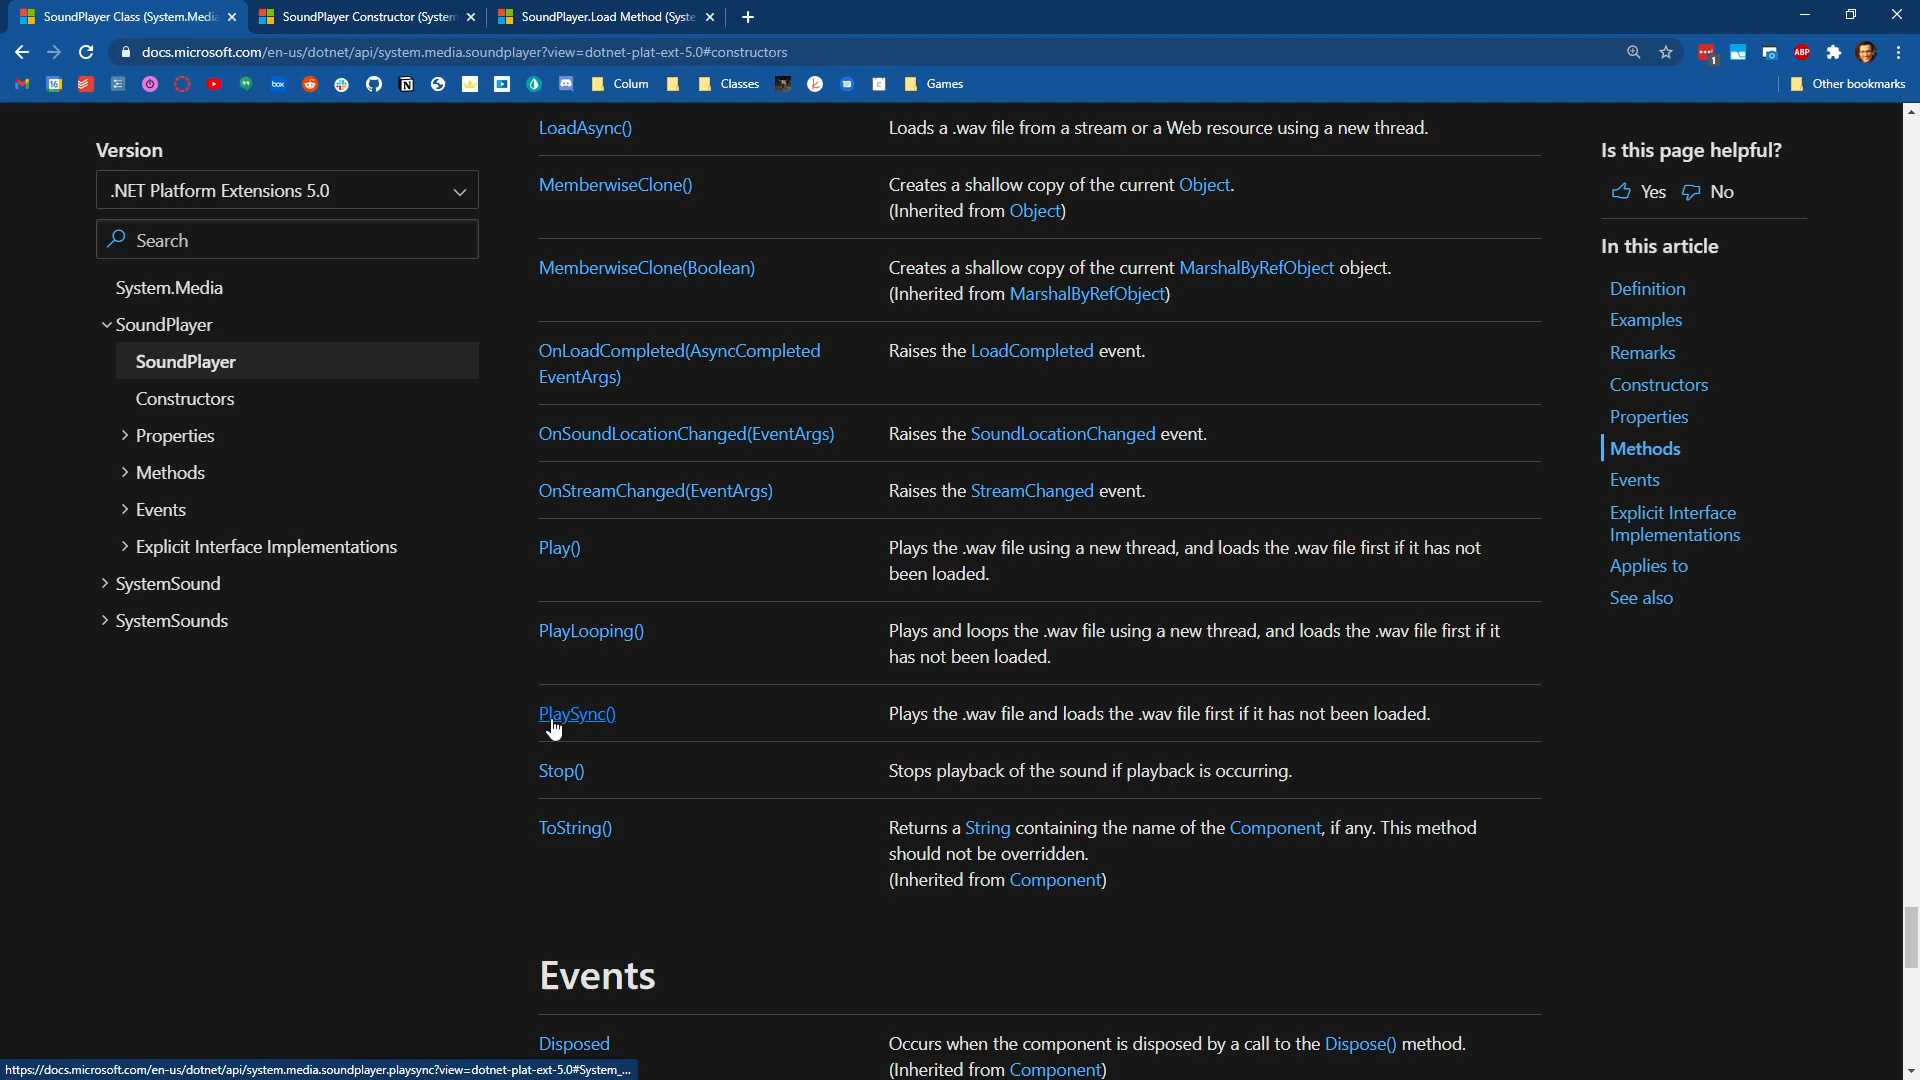 SoundPlayer Class (System.Media
SoundPlayer Constructor (System
SoundPlayer.Load Method (Syste
docs.microsoft.com/en-us/dotnet/api/system.media.soundplayer?view=dotnet-plat-ext-5.0#constructors
1
ABP
16
box
Colum
Classes
Games
Other bookmarks
Version
.NET Platform Extensions 5.0
Search
System.Media
SoundPlayer
SoundPlayer
Constructors
Properties
Methods
Events
Explicit Interface Implementations
SystemSound
SystemSounds
LoadAsync() Loads a .wav file from a stream or a Web resource using a new thread.
MemberwiseClone() Creates a shallow copy of the current Object.
(Inherited from Object)
MemberwiseClone(Boolean) Creates a shallow copy of the current MarshalByRefObject object.
(Inherited from MarshalByRefObject)
OnLoadCompleted(AsyncCompleted Raises the LoadCompleted event.
EventArgs)
OnSoundLocationChanged(EventArgs) Raises the SoundLocationChanged event.
OnStreamChanged(EventArgs) Raises the StreamChanged event.
Play() Plays the .wav file using a new thread, and loads the .wav file first if it has not
been loaded.
PlayLooping() Plays and loops the .wav file using a new thread, and loads the .wav file first if it
has not been loaded.
PlaySync() Plays the .wav file and loads the .wav file first if it has not been loaded.
Stop() Stops playback of the sound if playback is occurring.
ToString() Returns a String containing the name of the Component, if any. This method
should not be overridden.
(Inherited from Component)
Events
Disposed Occurs when the component is disposed by a call to the Dispose() method.
(Inherited from Component)
Is this page helpful?
Yes No
In this article
Definition
Examples
Remarks
Constructors
Properties
Methods
Events
Explicit Interface
Implementations
Applies to
See also
https://docs.microsoft.com/en-us/dotnet/api/system.media.soundplayer.playsync?view=dotnet-plat-ext-5.0#System_...